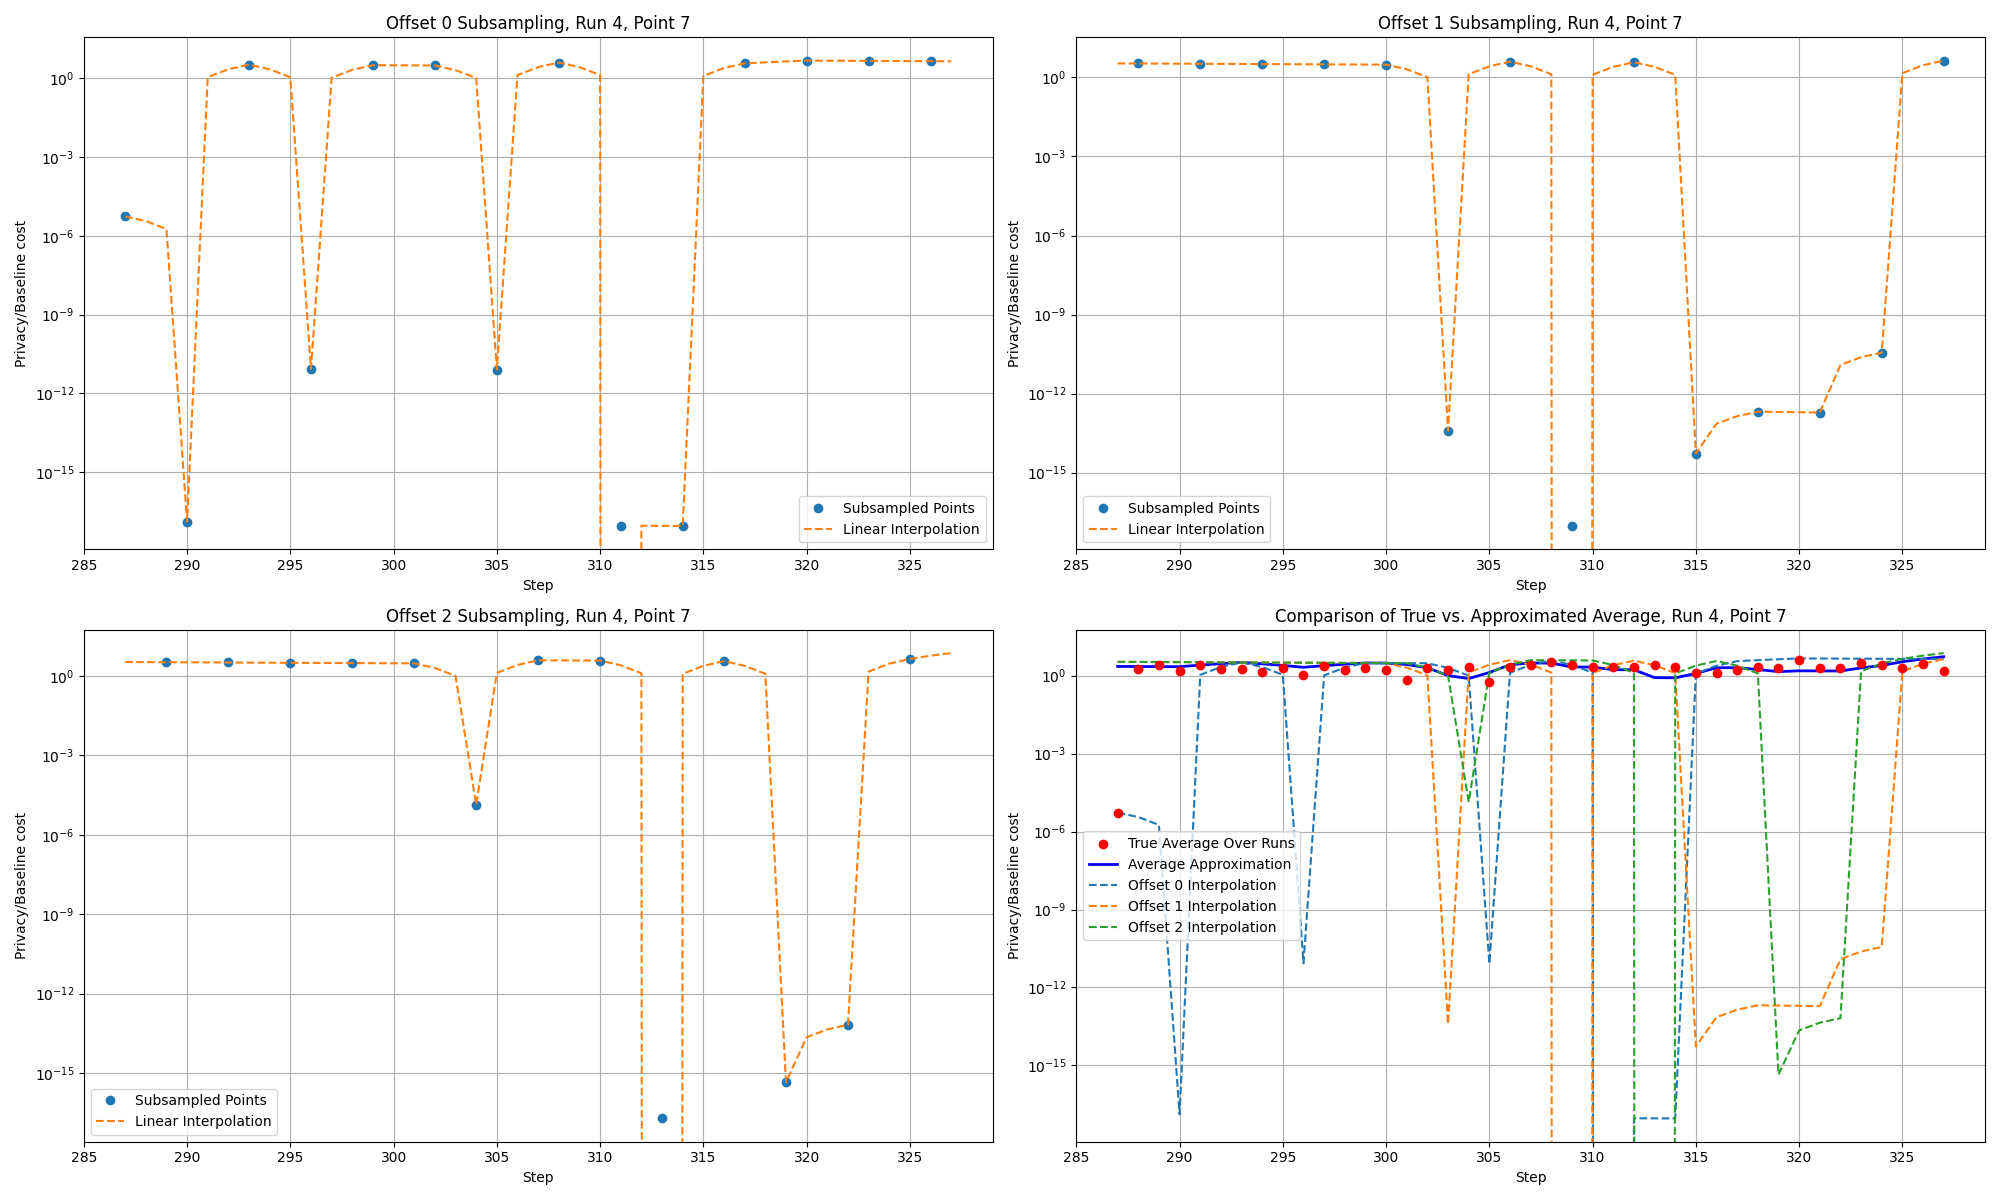 Offset 0 Subsampling, Run 4, Point 7
Privacy/Baseline cost
10^0
10^-3
10^-6
10^-9
10^-12
10^-15
Subsampled Points
Linear Interpolation
285 290 295 300 305 310 315 320 325
Step
Offset 1 Subsampling, Run 4, Point 7
Privacy/Baseline cost
10^0
10^-3
10^-6
10^-9
10^-12
10^-15
Subsampled Points
Linear Interpolation
285 290 295 300 305 310 315 320 325
Step
Offset 2 Subsampling, Run 4, Point 7
Privacy/Baseline cost
10^0
10^-3
10^-6
10^-9
10^-12
10^-15
Subsampled Points
Linear Interpolation
285 290 295 300 305 310 315 320 325
Step
Comparison of True vs. Approximated Average, Run 4, Point 7
Privacy/Baseline cost
10^0
10^-3
10^-6
10^-9
10^-12
10^-15
True Average Over Runs
Average Approximation
Offset 0 Interpolation
Offset 1 Interpolation
Offset 2 Interpolation
285 290 295 300 305 310 315 320 325
Step